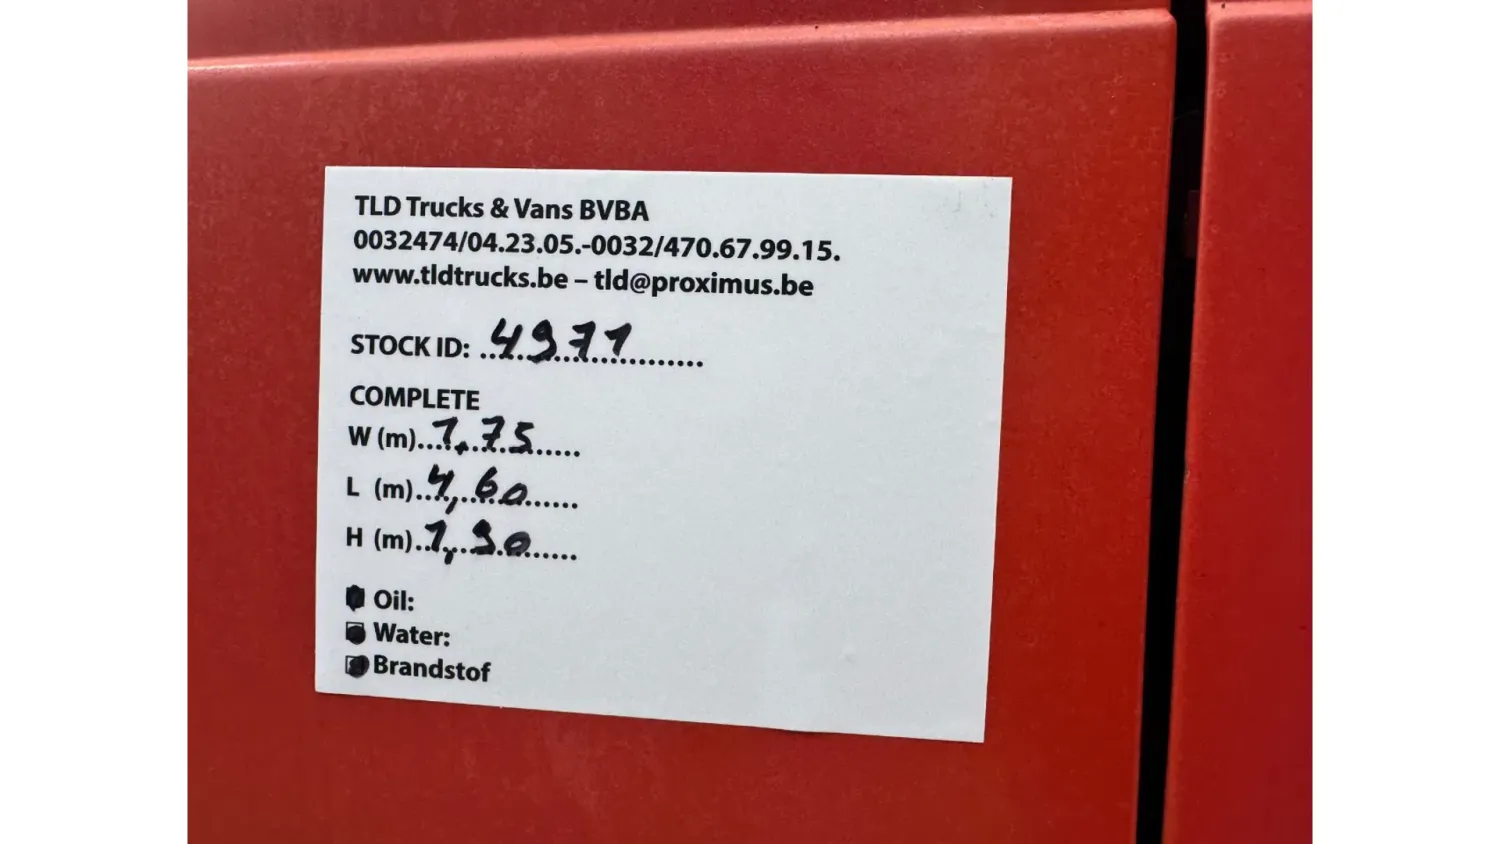 TLD Trucks & Vans BVBA
0032474/04.23.05.-0032/470.67.99.15.
www.tldtrucks.be – tld@proximus.be
STOCK ID: 4971
COMPLETE
W (m) 1,75
L (m) 4,60
H (m) 1,90
Oil:
Water:
Brandstof